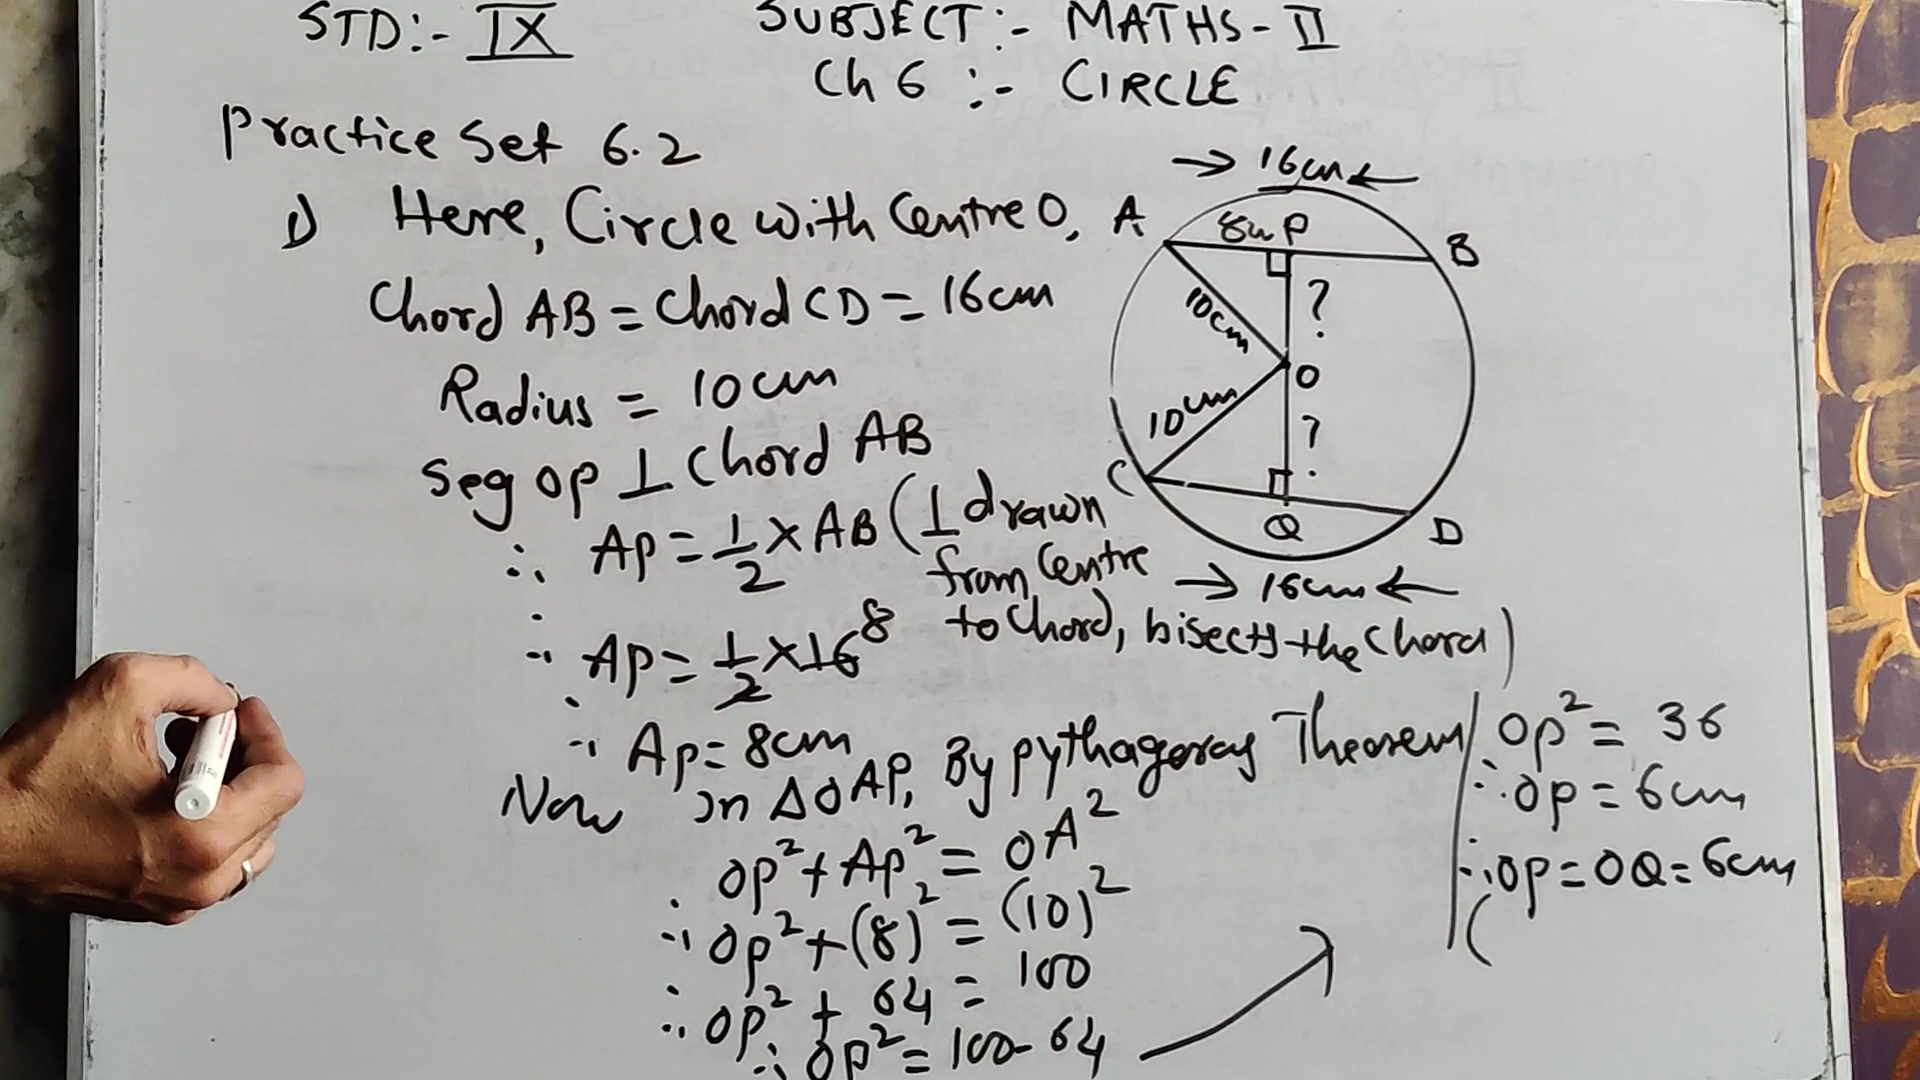 STD:- IX
SUBJECT:- MATHS-II
Ch 6 :- CIRCLE
Practice Set 6.2
1) Here, Circle with Centre O,
Chord AB = Chord CD = 16cm
Radius = 10cm
Seg OP ⊥ Chord AB
∴ AP = 1/2 × AB (⊥ drawn
from Centre
to Chord, bisects the Chord)
∴ AP = 1/2 × 16 8
∴ AP = 8cm
Now in ΔOAP, By pythagoras Theorem
OP² + AP² = OA²
∴ OP² + (8)² = (10)²
∴ OP² + 64 = 100
∴ OP² = 100 - 64
OP² = 36
∴ OP = 6cm
∴ OP = OQ = 6cm
(
→ 16cm ←
A 8cm P B
10cm ?
O
10cm ?
C Q D
→ 16cm ←